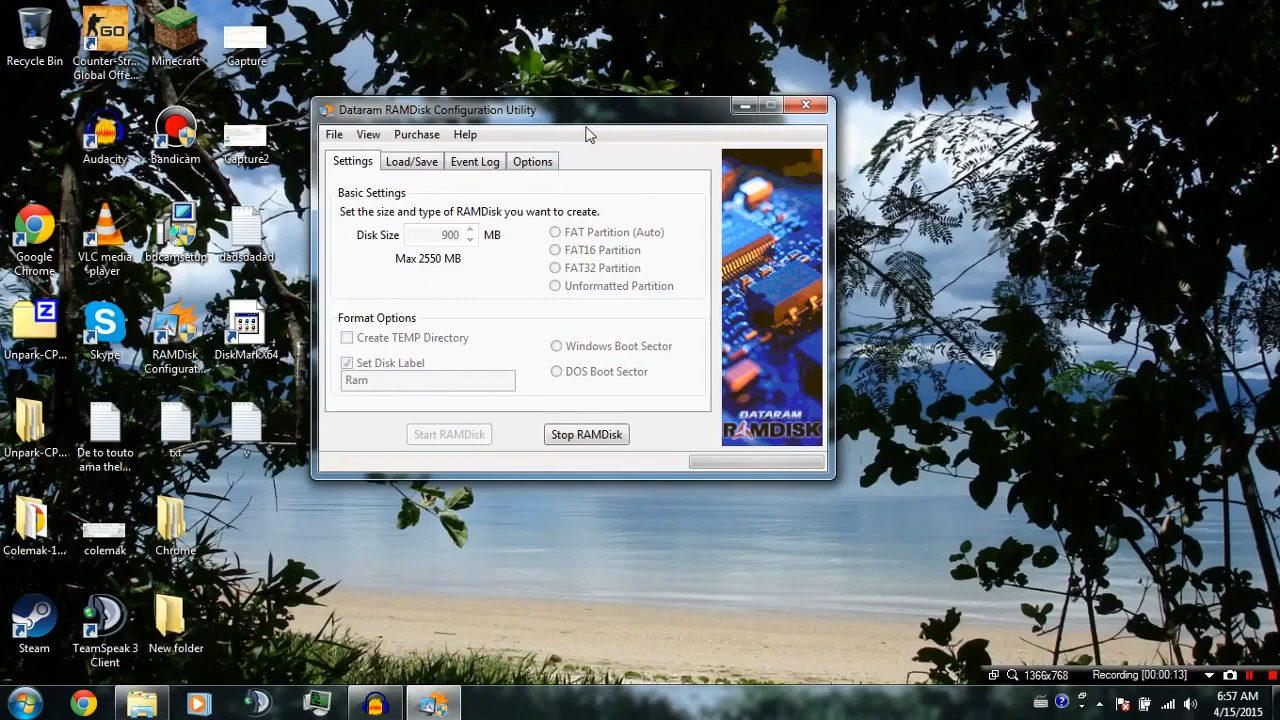 Recycle Bin
Counter-Str...
Global Offe...
Minecraft
Capture
Audacity
Bandicam
Capture2
Google
Chrome
VLC media
player
bdcamsetup
dadsdadad
Unpark-CP...
Skype
RAMDisk
Configurat...
DiskMarkX64
Unpark-CP...
De to touto
ama thel...
txt
v
Colemak-1...
colemak
Chrome
Steam
TeamSpeak 3
Client
New folder
Dataram RAMDisk Configuration Utility
File View Purchase Help
Settings Load/Save Event Log Options
Basic Settings
Set the size and type of RAMDisk you want to create.
Disk Size 900 MB
Max 2550 MB
FAT Partition (Auto)
FAT16 Partition
FAT32 Partition
Unformatted Partition
Format Options
Create TEMP Directory
Set Disk Label
Ram
Windows Boot Sector
DOS Boot Sector
Start RAMDisk Stop RAMDisk
DATARAM
RAMDISK
1366x768 Recording [00:00:13]
6:57 AM
4/15/2015